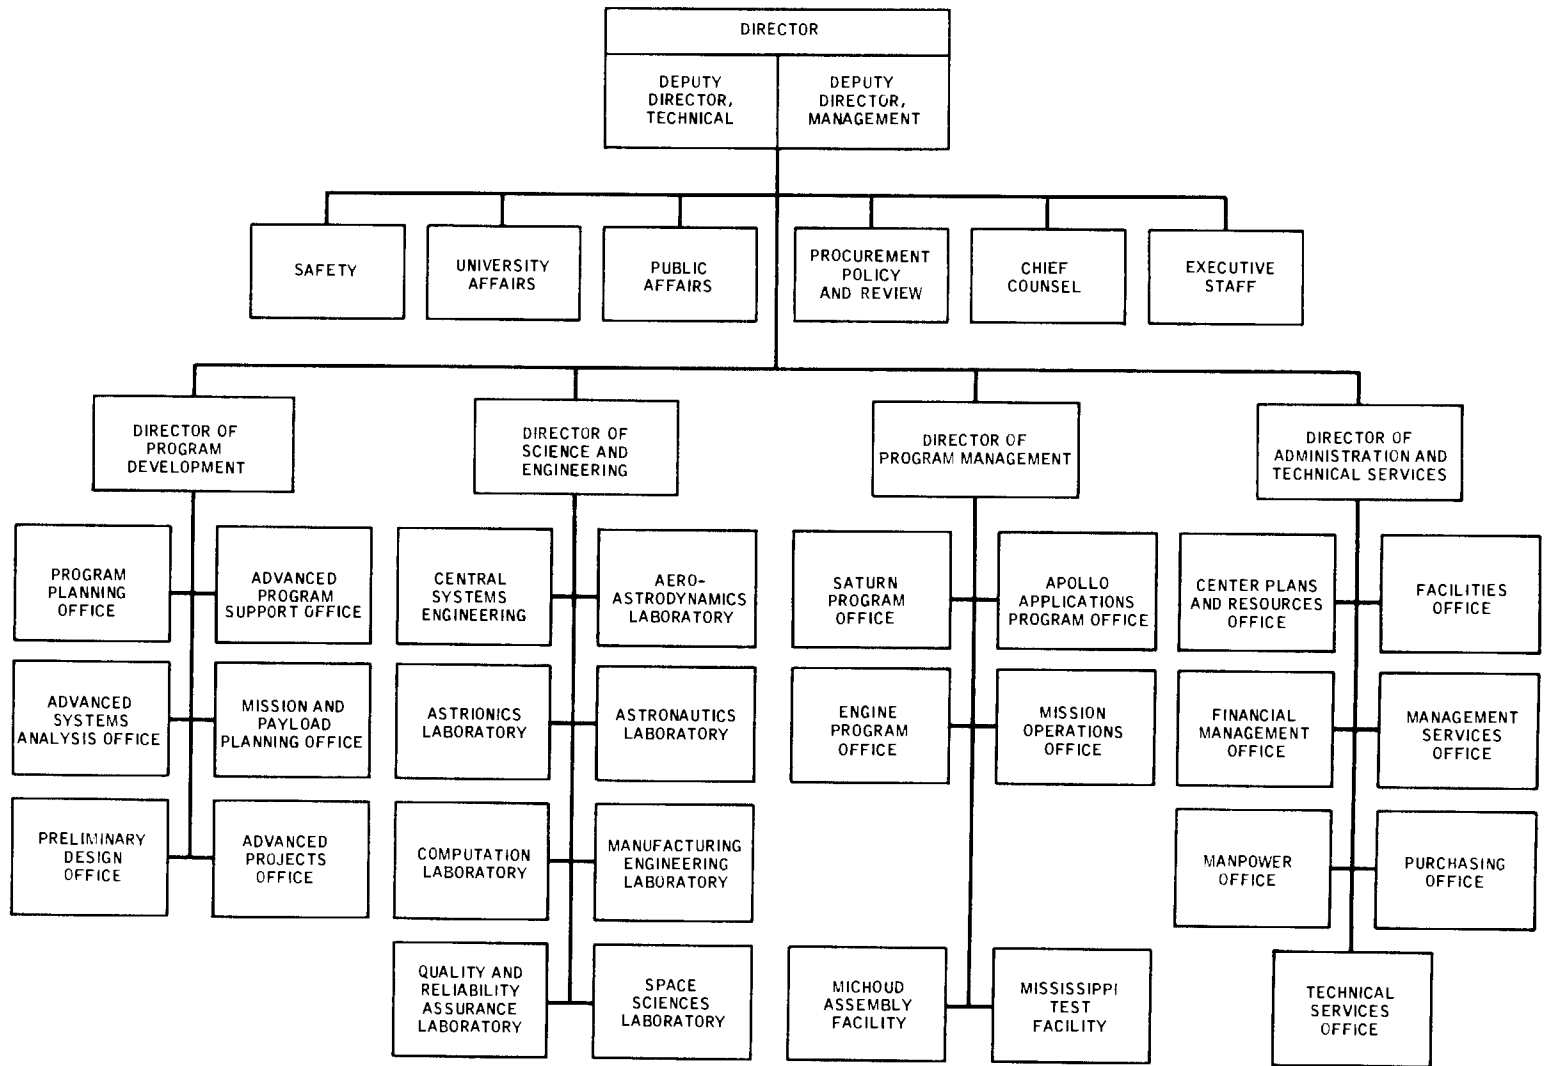 DIRECTOR
DEPUTY
DIRECTOR,
TECHNICAL
DEPUTY
DIRECTOR,
MANAGEMENT
SAFETY
UNIVERSITY
AFFAIRS
PUBLIC
AFFAIRS
PROCUREMENT
POLICY
AND REVIEW
CHIEF
COUNSEL
EXECUTIVE
STAFF
DIRECTOR OF
PROGRAM
DEVELOPMENT
DIRECTOR OF
SCIENCE AND
ENGINEERING
DIRECTOR OF
PROGRAM MANAGEMENT
DIRECTOR OF
ADMINISTRATION AND
TECHNICAL SERVICES
PROGRAM
PLANNING
OFFICE
ADVANCED
PROGRAM
SUPPORT OFFICE
CENTRAL
SYSTEMS
ENGINEERING
AERO-
ASTRODYNAMICS
LABORATORY
SATURN
PROGRAM
OFFICE
APOLLO
APPLICATIONS
PROGRAM OFFICE
CENTER PLANS
AND RESOURCES
OFFICE
FACILITIES
OFFICE
ADVANCED
SYSTEMS
ANALYSIS OFFICE
MISSION AND
PAYLOAD
PLANNING OFFICE
ASTRIONICS
LABORATORY
ASTRONAUTICS
LABORATORY
ENGINE
PROGRAM
OFFICE
MISSION
OPERATIONS
OFFICE
FINANCIAL
MANAGEMENT
OFFICE
MANAGEMENT
SERVICES
OFFICE
PRELIMINARY
DESIGN
OFFICE
ADVANCED
PROJECTS
OFFICE
COMPUTATION
LABORATORY
MANUFACTURING
ENGINEERING
LABORATORY
MANPOWER
OFFICE
PURCHASING
OFFICE
QUALITY AND
RELIABILITY
ASSURANCE
LABORATORY
SPACE
SCIENCES
LABORATORY
MICHOUD
ASSEMBLY
FACILITY
MISSISSIPPI
TEST
FACILITY
TECHNICAL
SERVICES
OFFICE